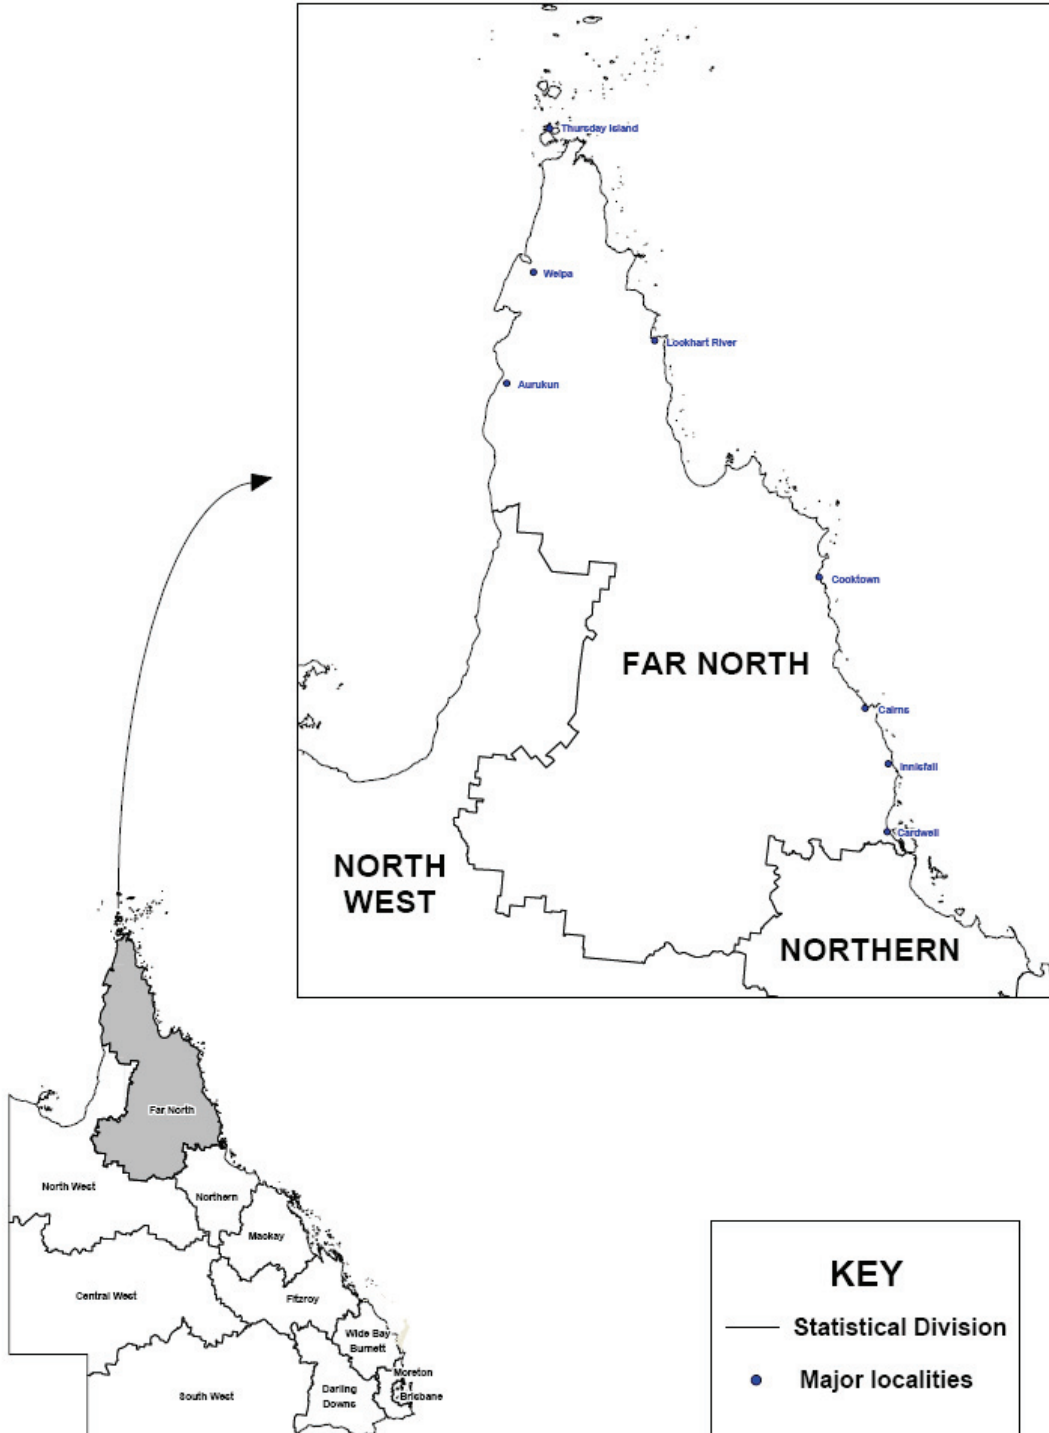 Thursday Island
Weipa
Lockhart River
Aurukun
Cooktown
FAR NORTH
Cairns
Innisfail
Cardwell
NORTH
WEST
NORTHERN
Far North
North West
Northern
Mackay
Central West
Fitzroy
Wide Bay
Burnett
Moreton
Brisbane
Darling
Downs
South West
KEY
Statistical Division
Major localities